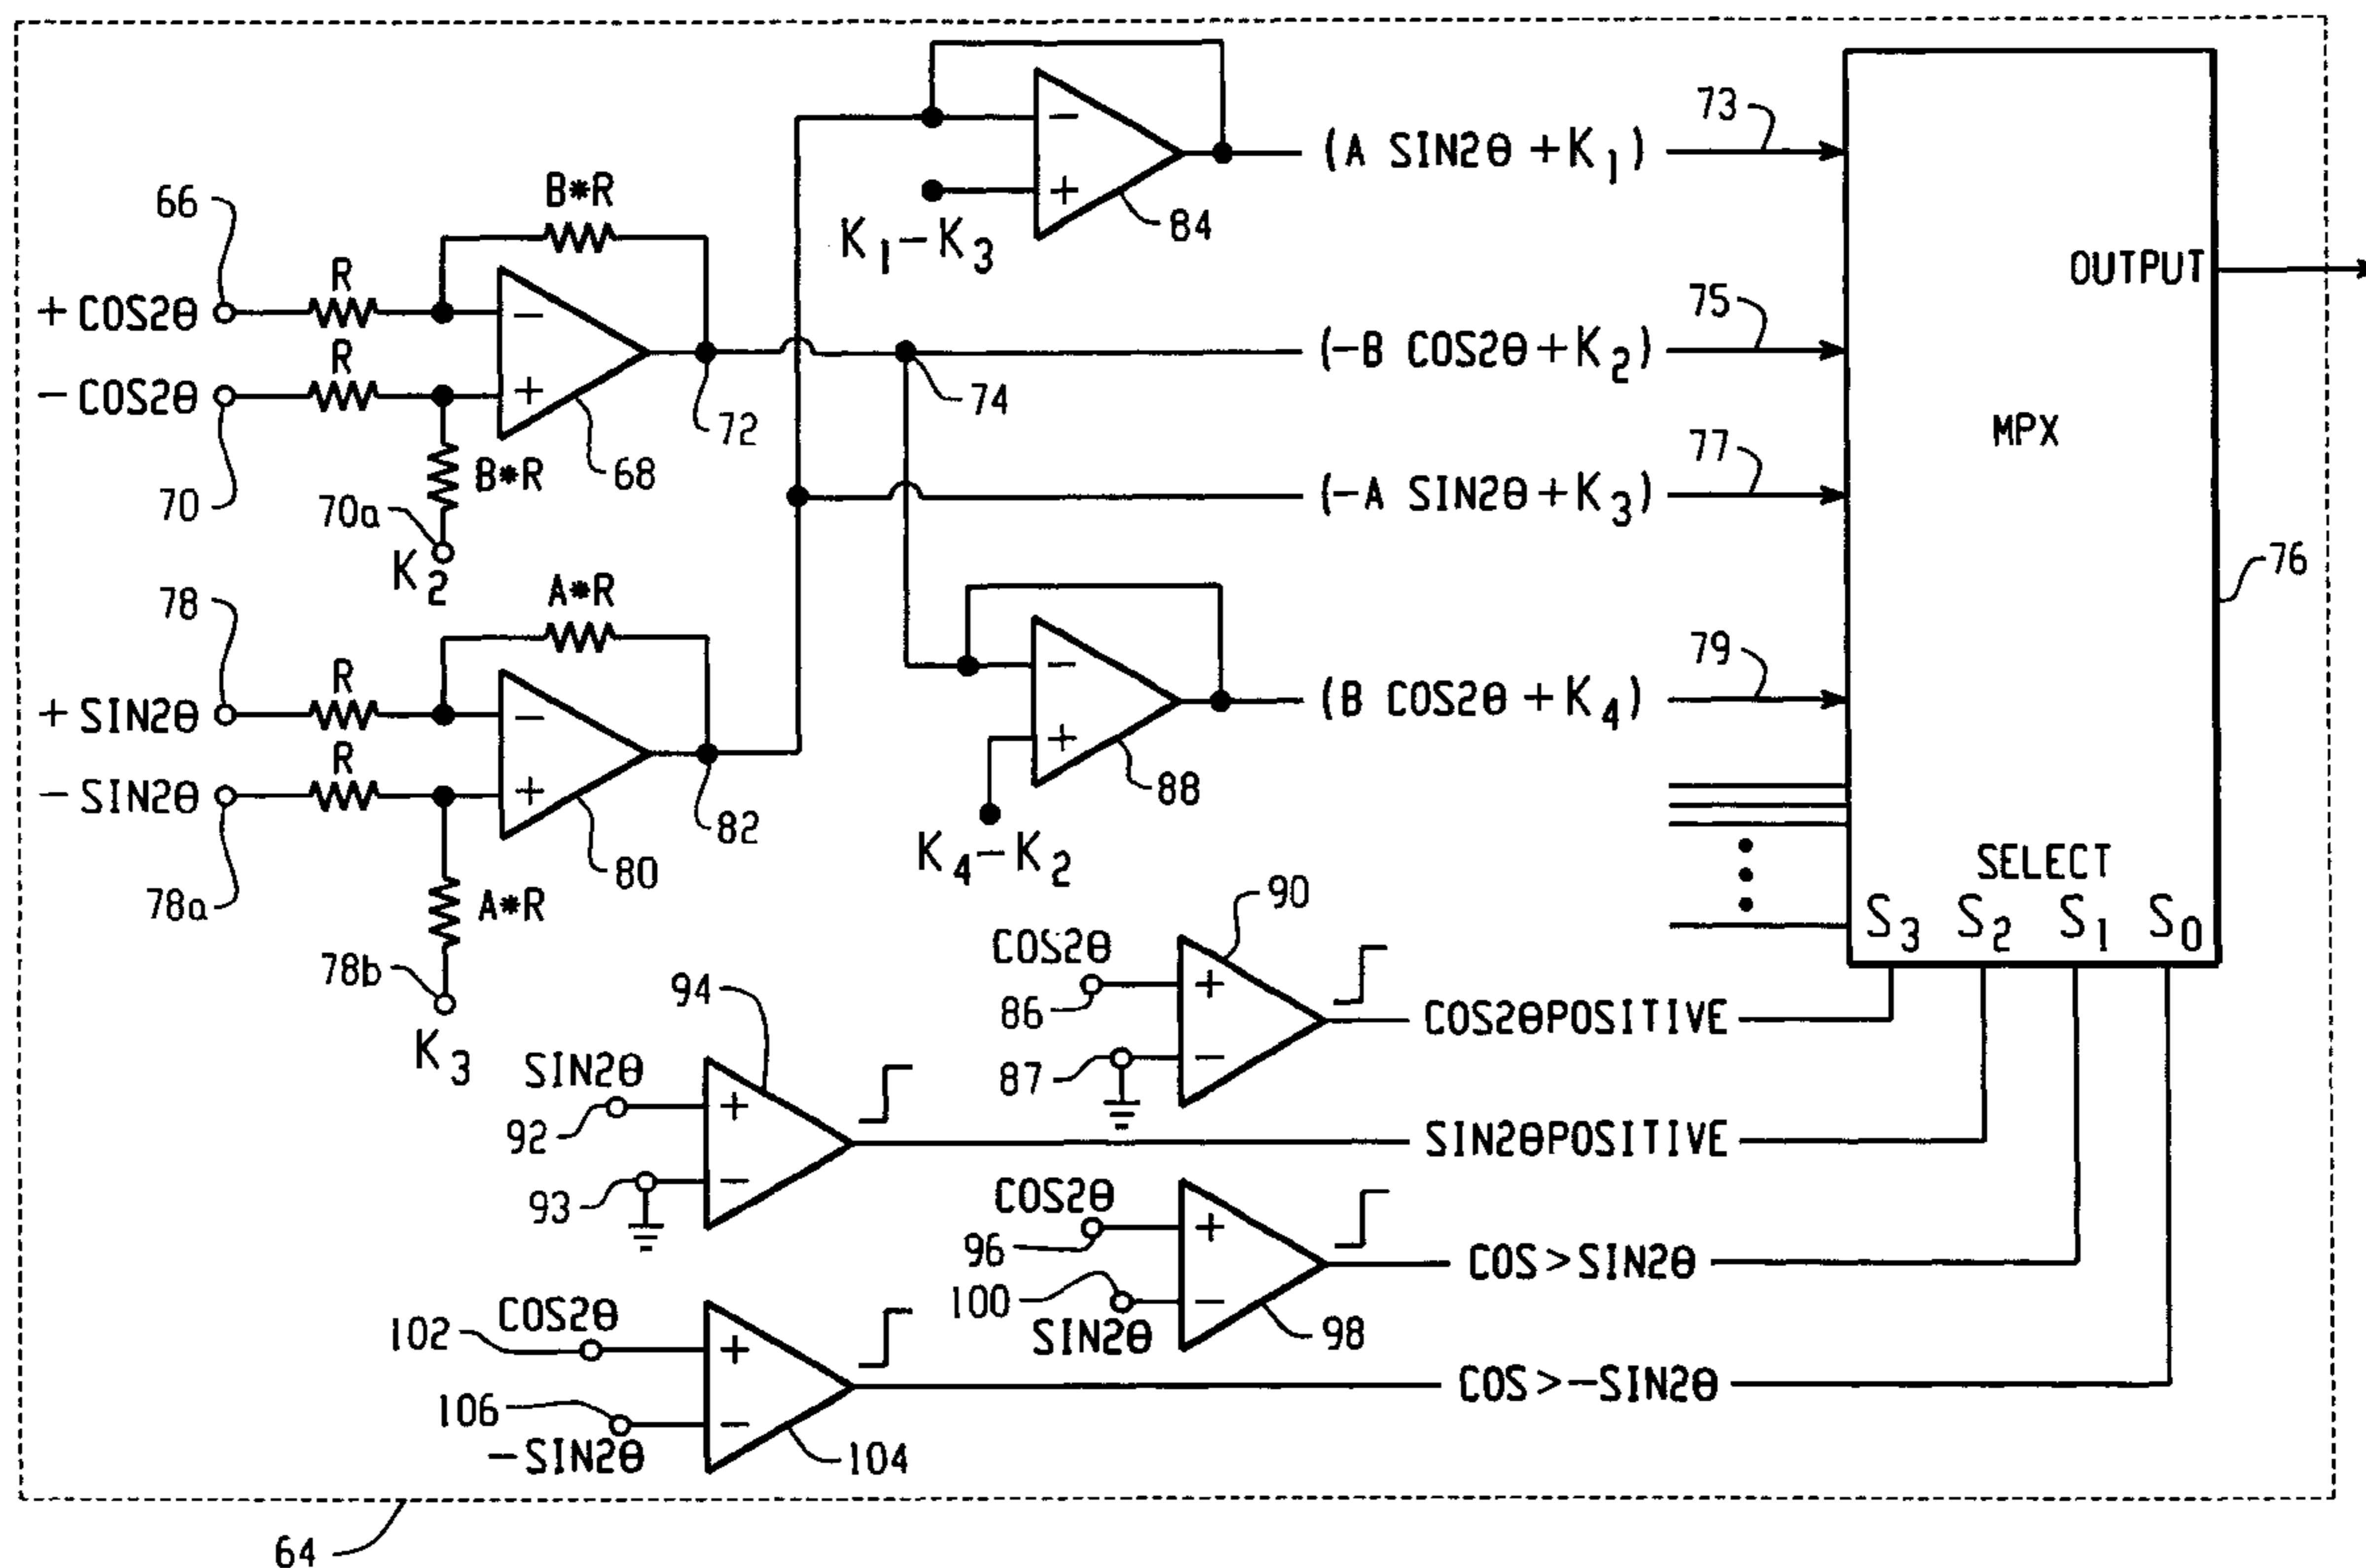 73
(A SIN2θ + K1)
B*R
66
84
K1-K3
OUTPUT
R
+ COS2θ
-
75
(-B COS2θ + K2)
R
- COS2θ
+
74
72
MPX
68
B*R
77
(-A SIN2θ + K3)
70
70a
K2
76
A*R
78
79
R
(B COS2θ + K4)
+ SIN2θ
-
R
- SIN2θ
+
88
82
K4-K2
80
SELECT
78a
A*R
90
S3 S2 S1 S0
COS2θ
78b
94
+
86
COS2θPOSITIVE
K3
SIN2θ
87
-
+
92
SIN2θPOSITIVE
93
-
COS2θ
+
96
COS>SIN2θ
100
-
SIN2θ
98
COS2θ
102
+
COS>-SIN2θ
106
-
-SIN2θ
104
64